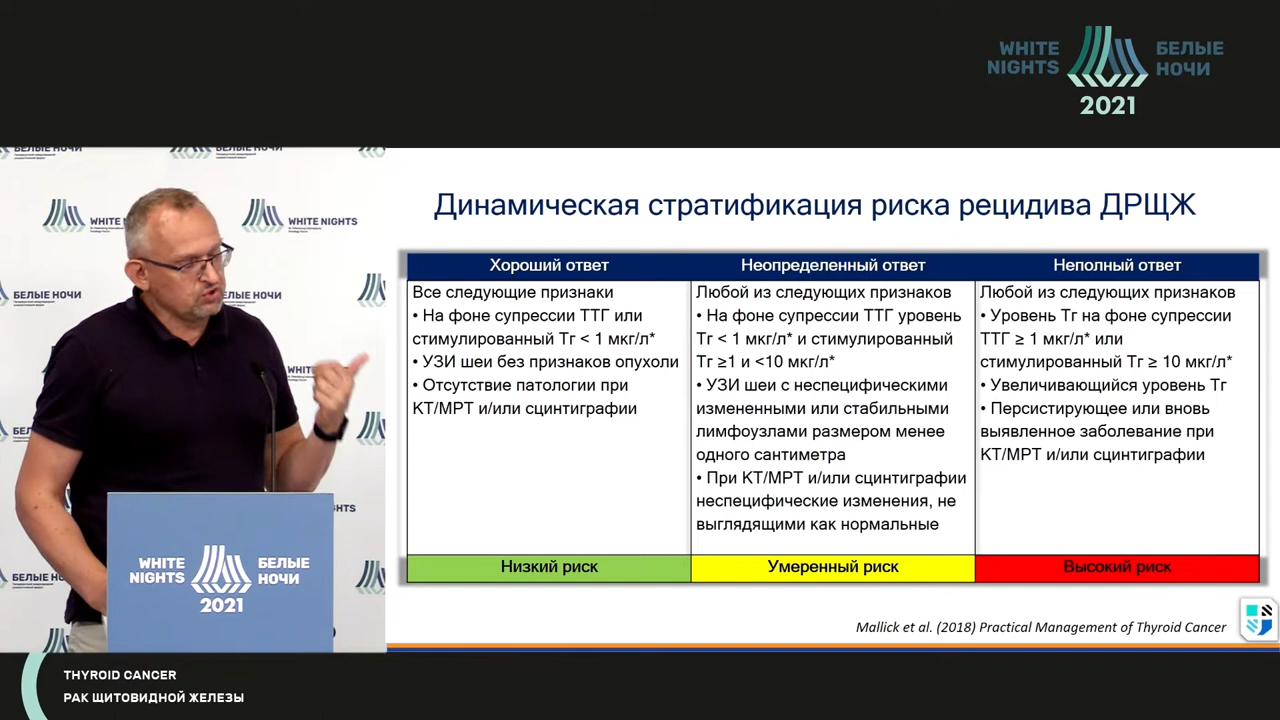 WHITE NIGHTS
БЕЛЫЕ НОЧИ
2021
Динамическая стратификация риска рецидива ДРЩЖ
Хороший ответ
Все следующие признаки
• На фоне супрессии ТТГ или
стимулированный Тг < 1 мкг/л*
• УЗИ шеи без признаков опухоли
• Отсутствие патологии при
КТ/МРТ и/или сцинтиграфии
Низкий риск
Неопределенный ответ
Любой из следующих признаков
• На фоне супрессии ТТГ уровень
Тг < 1 мкг/л* и стимулированный
Тг ≥1 и <10 мкг/л*
• УЗИ шеи с неспецифическими
измененными или стабильными
лимфоузлами размером менее
одного сантиметра
• При КТ/МРТ и/или сцинтиграфии
неспецифические изменения, не
выглядящими как нормальные
Умеренный риск
Неполный ответ
Любой из следующих признаков
• Уровень Тг на фоне супрессии
ТТГ ≥ 1 мкг/л* или
стимулированный Тг ≥ 10 мкг/л*
• Увеличивающийся уровень Тг
• Персистирующее или вновь
выявленное заболевание при
КТ/МРТ и/или сцинтиграфии
Высокий риск
Mallick et al. (2018) Practical Management of Thyroid Cancer
WHITE NIGHTS
БЕЛЫЕ НОЧИ
WHITE
NIGHTS
БЕЛЫЕ
НОЧИ
2021
THYROID CANCER
РАК ЩИТОВИДНОЙ ЖЕЛЕЗЫ